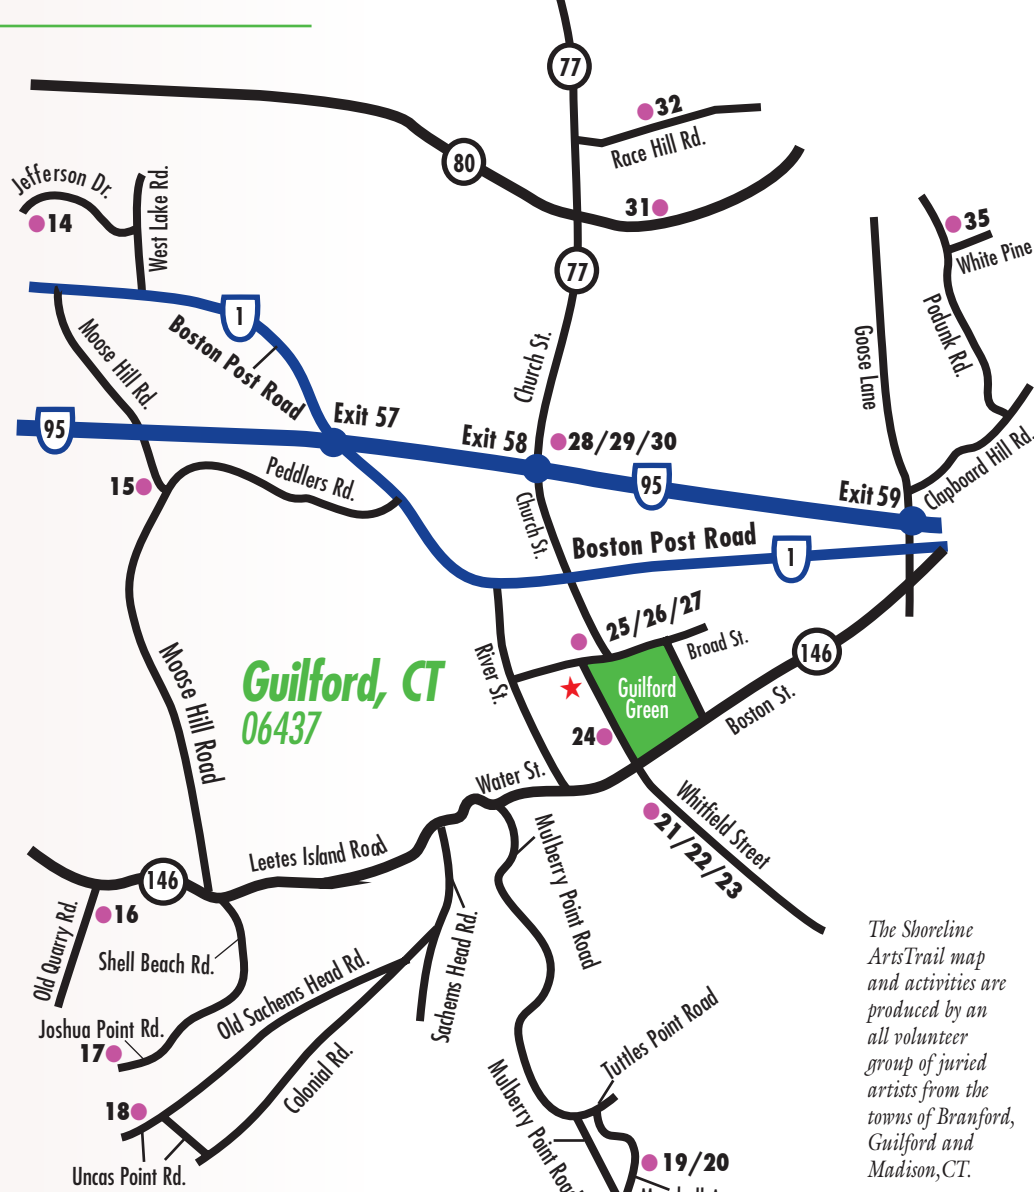 77
32
Race Hill Rd.
80
31
Jefferson Dr.
14
West Lake Rd.
35
White Pine
77
1
Boston Post Road
Moose Hill Rd.
Church St.
Goose Lane
Podunk Rd.
95
Exit 57
Exit 58
28/29/30
Peddlers Rd.
15
95
Exit 59
Clapboard Hill Rd.
Church St.
Boston Post Road
1
25/26/27
Broad St.
146
River St.
Moose Hill Road
Guilford, CT
06437
Guilford
Green
24
Boston St.
Water St.
Whitfield Street
21/22/23
Mulberry Point Road
Leetes Island Road
146
16
Old Quarry Rd.
Shell Beach Rd.
Old Sachems Head Rd.
Sachems Head Rd.
Joshua Point Rd.
17
Colonial Rd.
Tuttles Point Road
Mulberry Point Road
18
Uncas Point Rd.
19/20
The Shoreline
ArtsTrail map
and activities are
produced by an
all volunteer
group of juried
artists from the
towns of Branford,
Guilford and
Madison,CT.